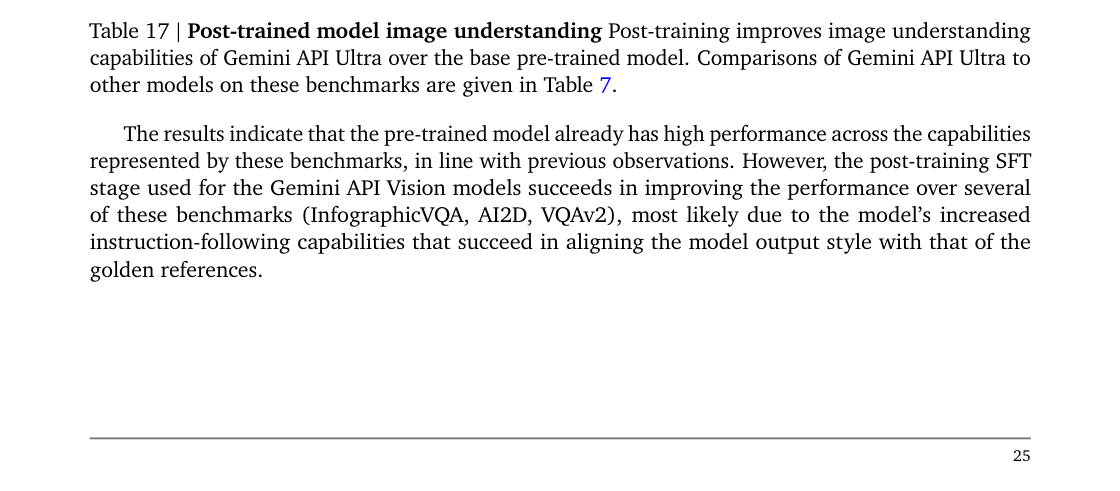 Table 17 | Post-trained model image understanding Post-training improves image understanding
capabilities of Gemini API Ultra over the base pre-trained model. Comparisons of Gemini API Ultra to
other models on these benchmarks are given in Table 7.
The results indicate that the pre-trained model already has high performance across the capabilities
represented by these benchmarks, in line with previous observations. However, the post-training SFT
stage used for the Gemini API Vision models succeeds in improving the performance over several
of these benchmarks (InfographicVQA, AI2D, VQAv2), most likely due to the model’s increased
instruction-following capabilities that succeed in aligning the model output style with that of the
golden references.
25